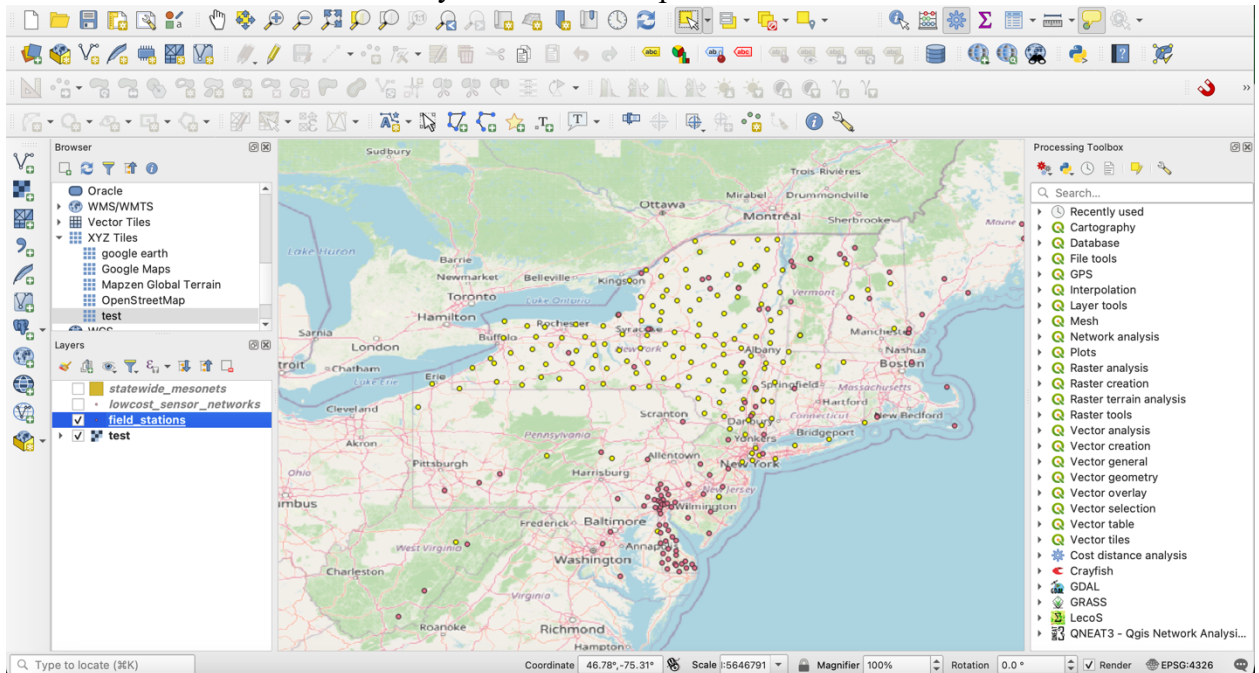 Browser
Oracle
WMS/WMTS
Vector Tiles
XYZ Tiles
google earth
Google Maps
Mapzen Global Terrain
OpenStreetMap
test
WCS
Layers
statewide_mesonets
lowcost_sensor_networks
field_stations
test
Sudbury
Trois-Rivières
Ottawa
Mirabel
Drummondville
Montréal
Sherbrooke
Maine
Lake Huron
Barrie
Newmarket
Belleville
Kingston
Vermont
Toronto
Lake Ontario
Hamilton
Rochester
Syracuse
Manchester
Sarnia
London
Buffalo
New York
Albany
Nashua
Boston
troit
Chatham
Erie
Lake Erie
Springfield
Massachusetts
Hartford
Cleveland
Scranton
Danbury
Connecticut
New Bedford
Akron
Pennsylvania
Yonkers
Bridgeport
Allentown
New York
Ohio
Pittsburgh
Harrisburg
New Jersey
Wilmington
mbus
Frederick
Baltimore
West Virginia
Annapol
Washington
Charleston
Virginia
Roanoke
Richmond
Hampton
Processing Toolbox
Search...
Recently used
Cartography
Database
File tools
GPS
Interpolation
Layer tools
Mesh
Network analysis
Plots
Raster analysis
Raster creation
Raster terrain analysis
Raster tools
Vector analysis
Vector creation
Vector general
Vector geometry
Vector overlay
Vector selection
Vector table
Vector tiles
Cost distance analysis
Crayfish
GDAL
GRASS
LecoS
QNEAT3 - Qgis Network Analysi...
Type to locate (⌘K)
Coordinate 46.78°,-75.31° Scale :5646791 Magnifier 100% Rotation 0.0 ° Render EPSG:4326